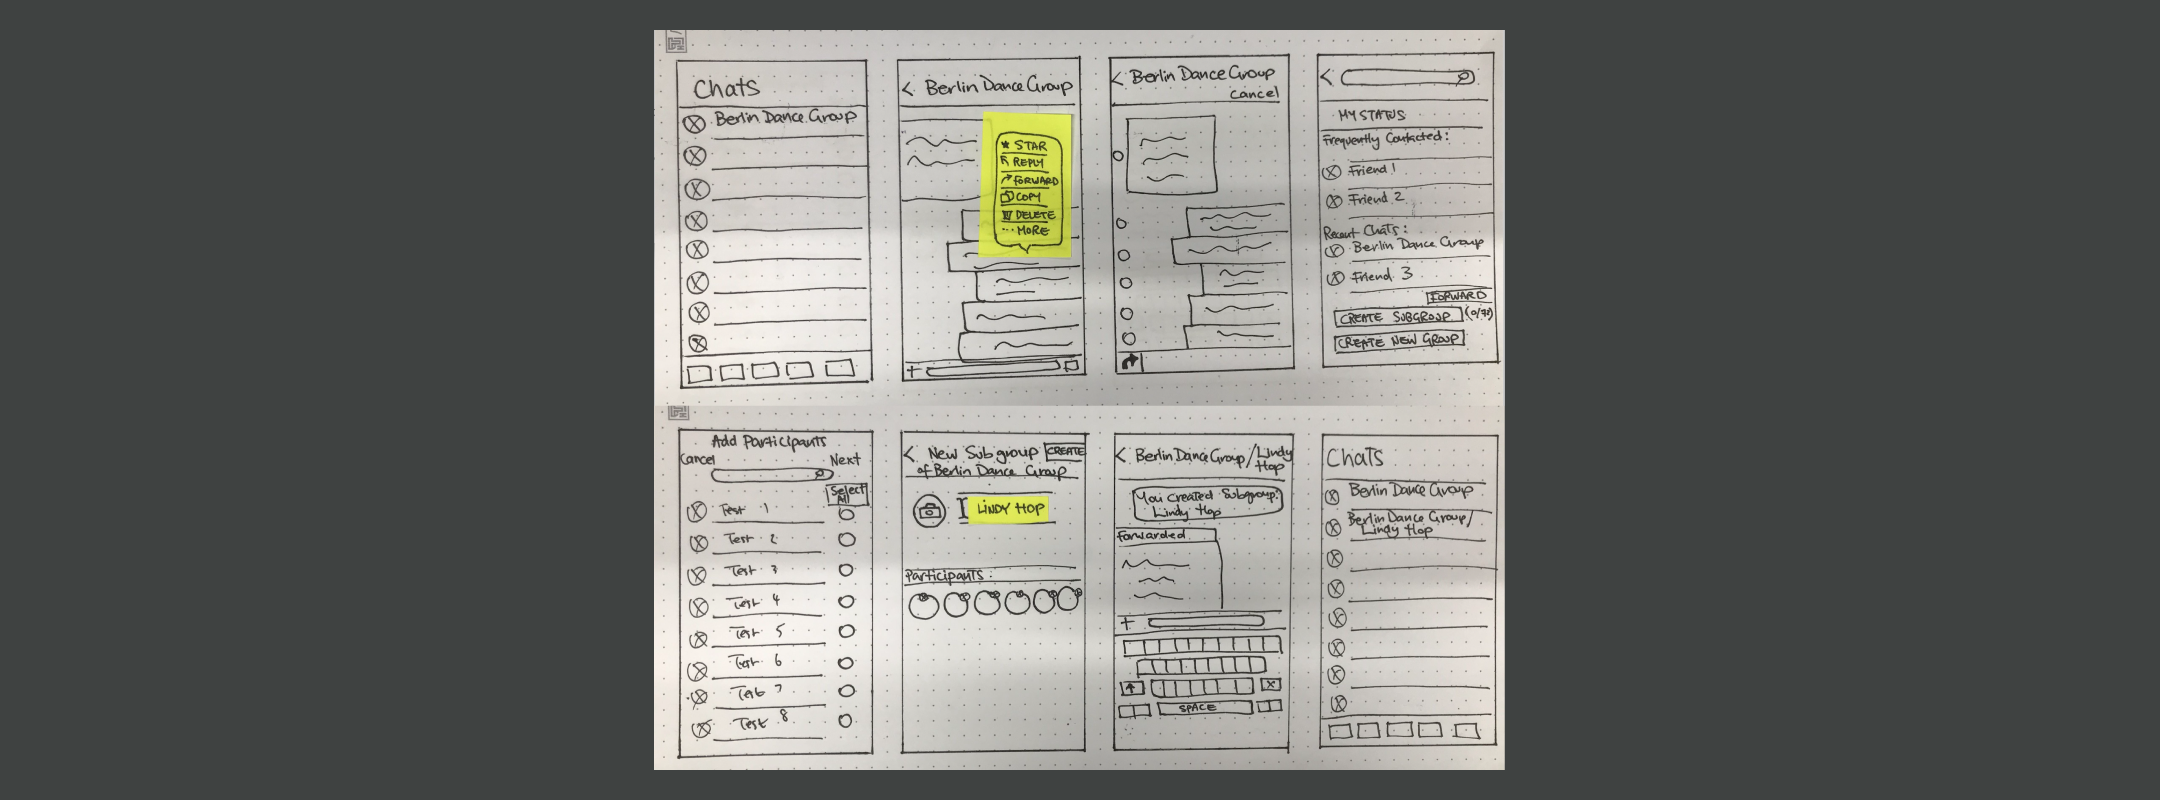 Chats
Berlin Dance Group
< Berlin Dance Group
★ STAR
REPLY
FORWARD
COPY
DELETE
... MORE
+
< Berlin Dance Group
Cancel
<
MY STATUS
Frequently Contacted:
Friend 1
Friend 2
Recent Chats:
Berlin Dance Group
Friend 3
FORWARD
CREATE SUBGROUP
CREATE NEW GROUP
Add Participants
Cancel
Next
Select
All
Test 1
Test 2
Test 3
Test 4
Test 5
Test 6
Test 7
Test 8
< New Subgroup CREATE
of Berlin Dance Group
LINDY HOP
Participants:
< Berlin Dance Group/Lindy
Hop
You created Subgroup:
Lindy Hop
Forwarded
+
SPACE
Chats
Berlin Dance Group
Berlin Dance Group/
Lindy Hop